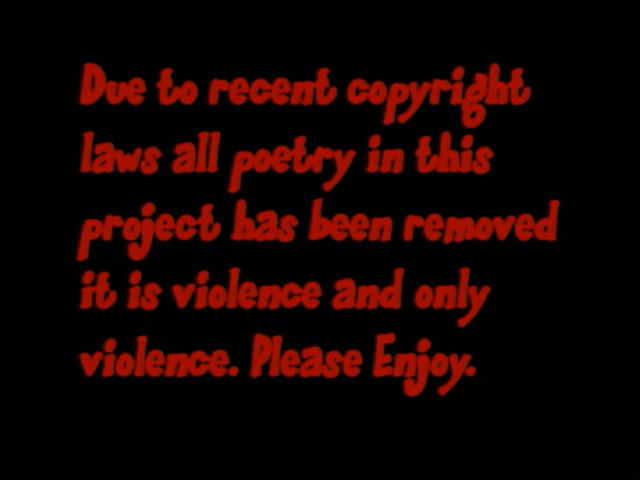 Due to recent copyright
laws all poetry in this
project has been removed
it is violence and only
violence. Please Enjoy.